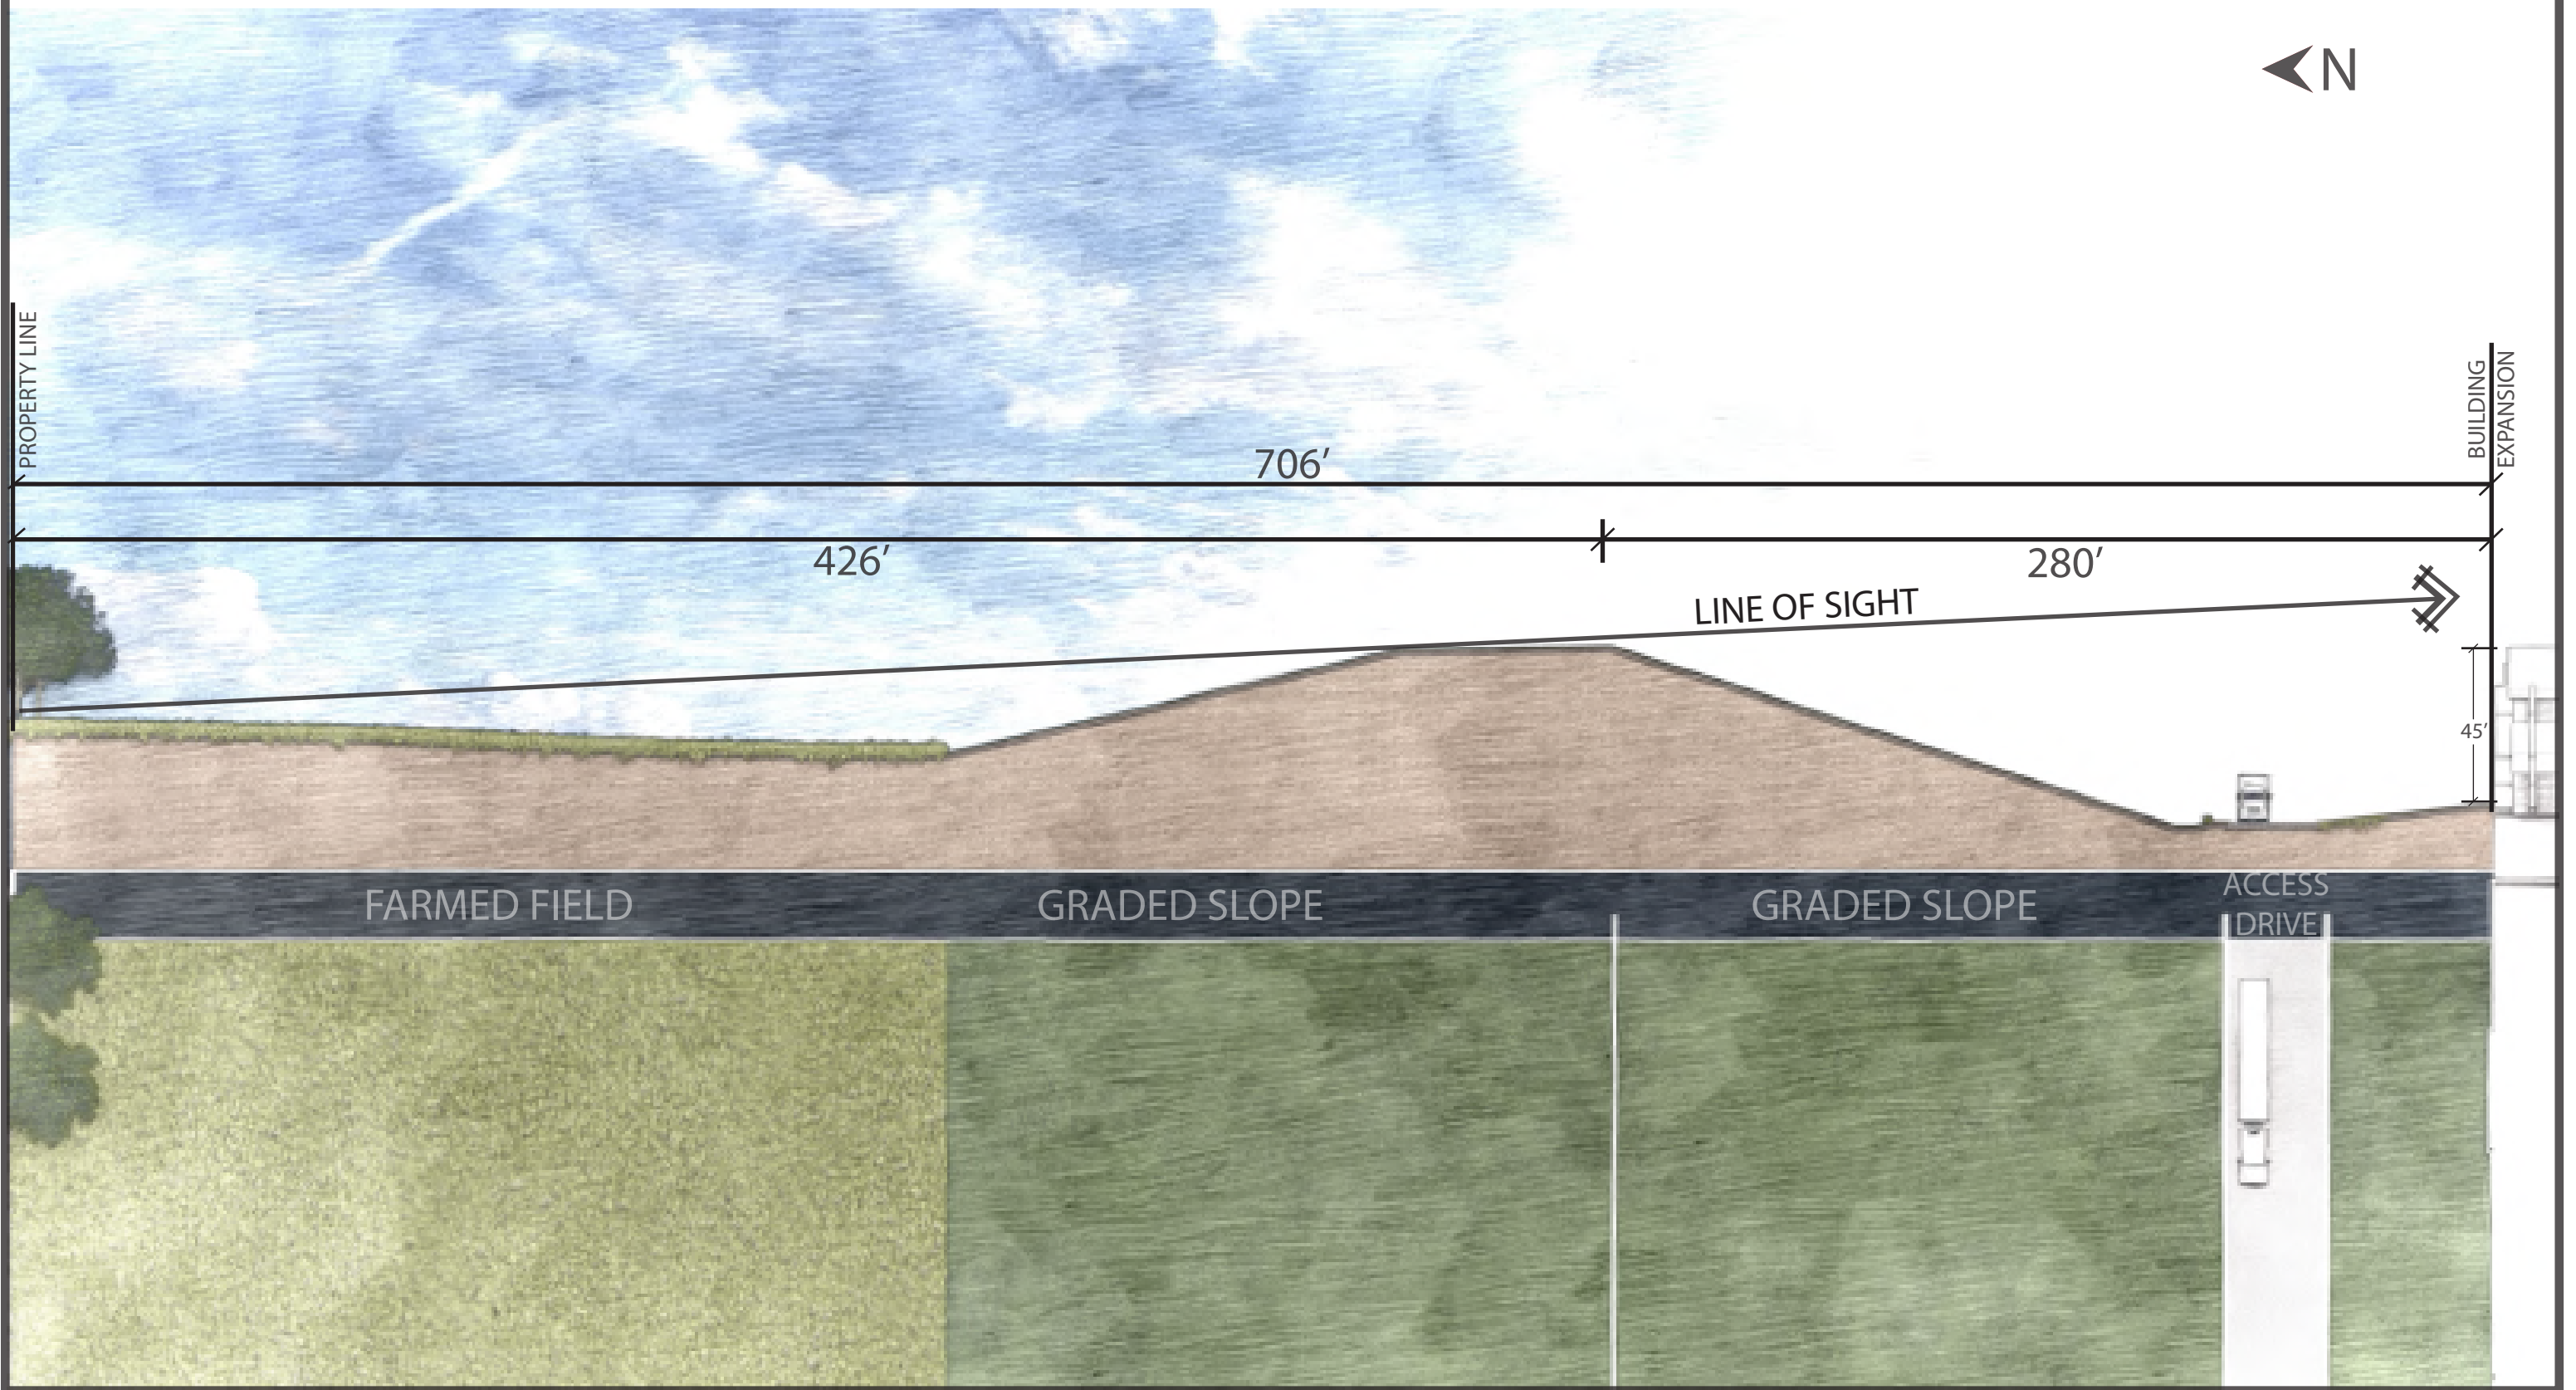 N
PROPERTY LINE
BUILDING
EXPANSION
706’
426’
280’
LINE OF SIGHT
45’
FARMED FIELD
GRADED SLOPE
GRADED SLOPE
ACCESS
DRIVE